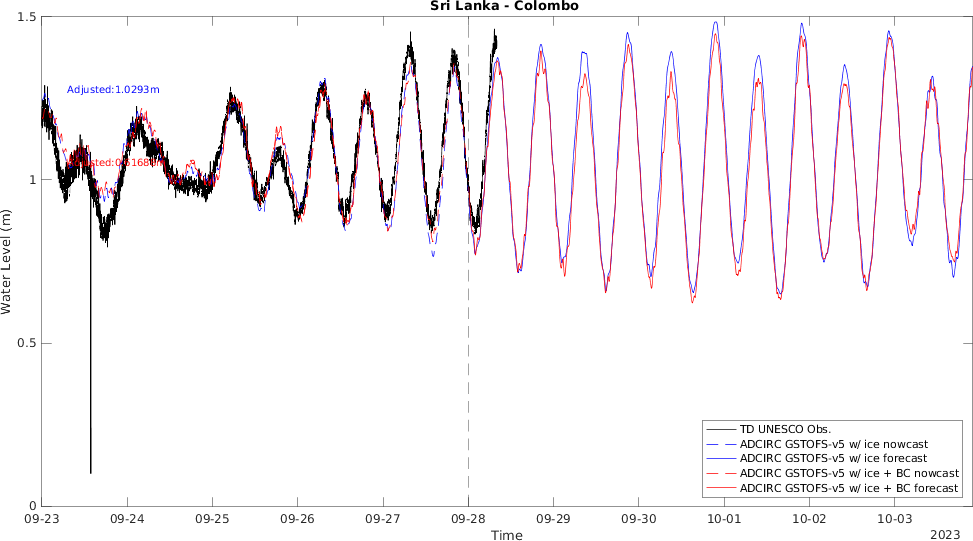 Sri Lanka - Colombo
1.5
Adjusted:1.0293m
1
Water Level (m)
0.5
TD UNESCO Obs.
ADCIRC GSTOFS-v5 w/ ice nowcast
ADCIRC GSTOFS-v5 w/ ice forecast
ADCIRC GSTOFS-v5 w/ ice + BC nowcast
ADCIRC GSTOFS-v5 w/ ice + BC forecast
0
09-23 09-24 09-25 09-26 09-27 09-28 09-29 09-30 10-01 10-02 10-03
Time
2023